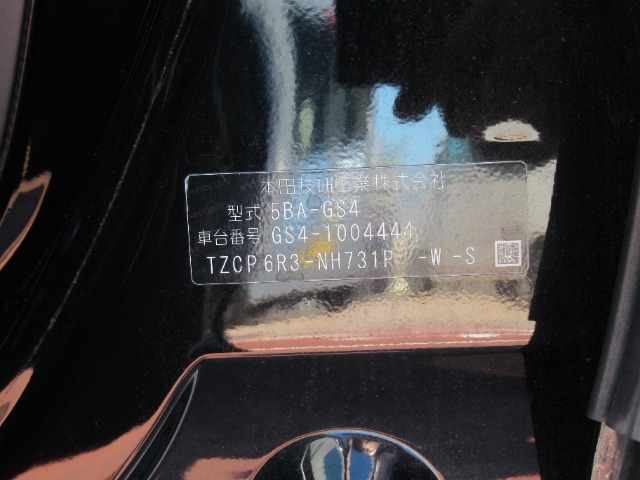 本田技研工業株式会社
型式 5BA-GS4
車台番号 GS4-1004444
TZCP 6R3-NH731P -W-S